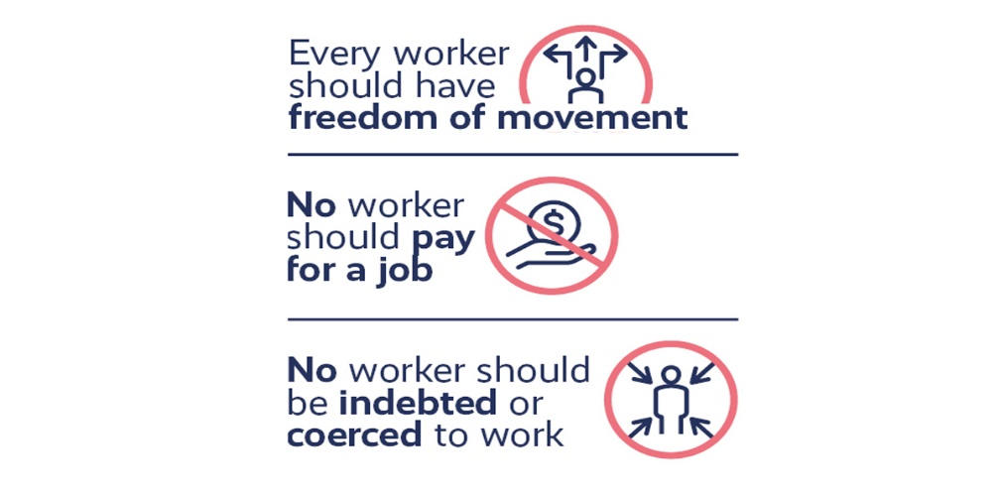 Every worker
should have
freedom of movement
No worker
should pay
for a job
$
No worker should
be indebted or
coerced to work